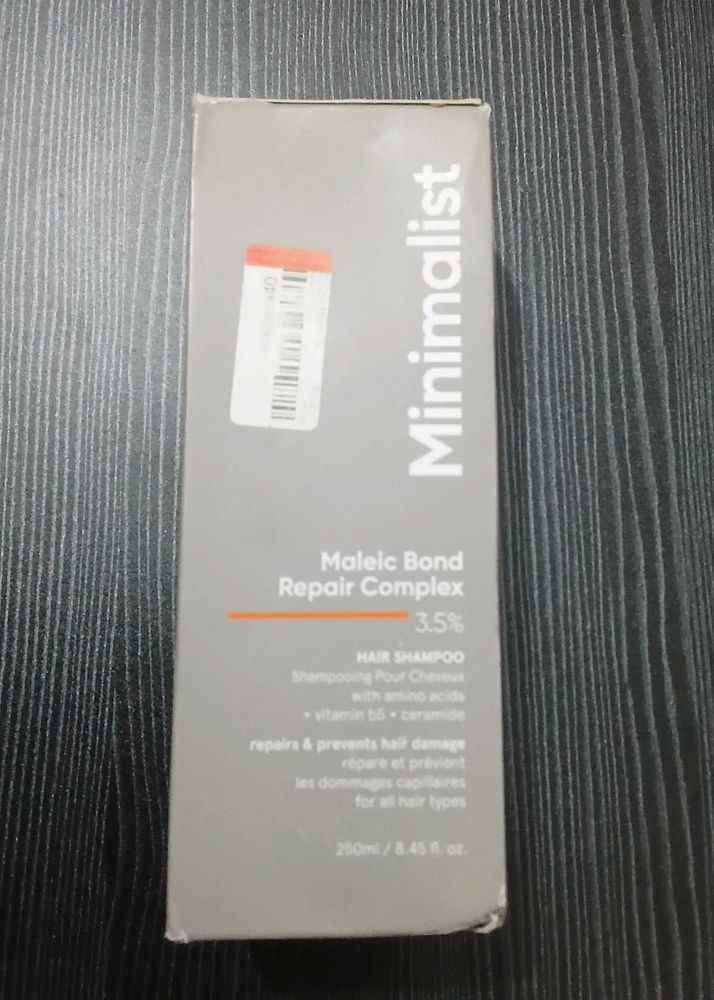 Minimalist
Maleic Bond
Repair Complex
3.5%
HAIR SHAMPOO
Shampooing Pour Cheveux
with amino acids
+ vitamin b5 + ceramide
repairs & prevents hair damage
répare et prévient
les dommages capillaires
for all hair types
250ml / 8.45 fl. oz.